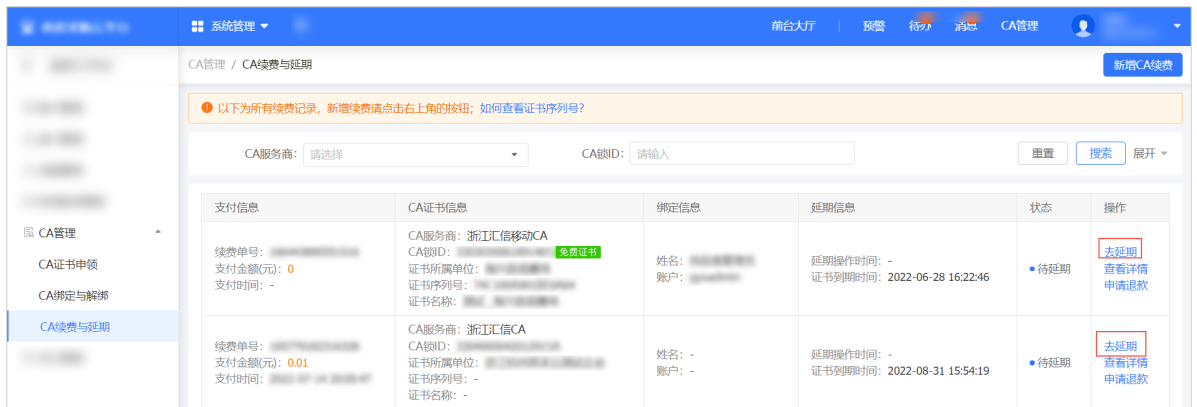 系统管理 前台大厅 预警 待办 消息 CA管理
CA管理 / CA续费与延期 新增CA续费
以下为所有续费记录，新增续费请点击右上角的按钮；如何查看证书序列号？
CA服务商： 请选择 CA锁ID： 请输入 重置 搜索 展开
支付信息 CA证书信息 绑定信息 延期信息 状态 操作
CA管理
CA证书申领
CA绑定与解绑
CA续费与延期
续费单号：
支付金额(元)：0
支付时间：-
CA服务商：浙江汇信移动CA
CA锁ID： 免费证书
证书所属单位：
证书序列号：
证书名称：
姓名：
账户：
延期操作时间：-
证书到期时间：2022-06-28 16:22:46
待延期
去延期
查看详情
申请退款
续费单号：
支付金额(元)：0.01
支付时间：
CA服务商：浙江汇信CA
CA锁ID：
证书所属单位：
证书序列号：-
证书名称：-
姓名：-
账户：-
延期操作时间：-
证书到期时间：2022-08-31 15:54:19
待延期
去延期
查看详情
申请退款